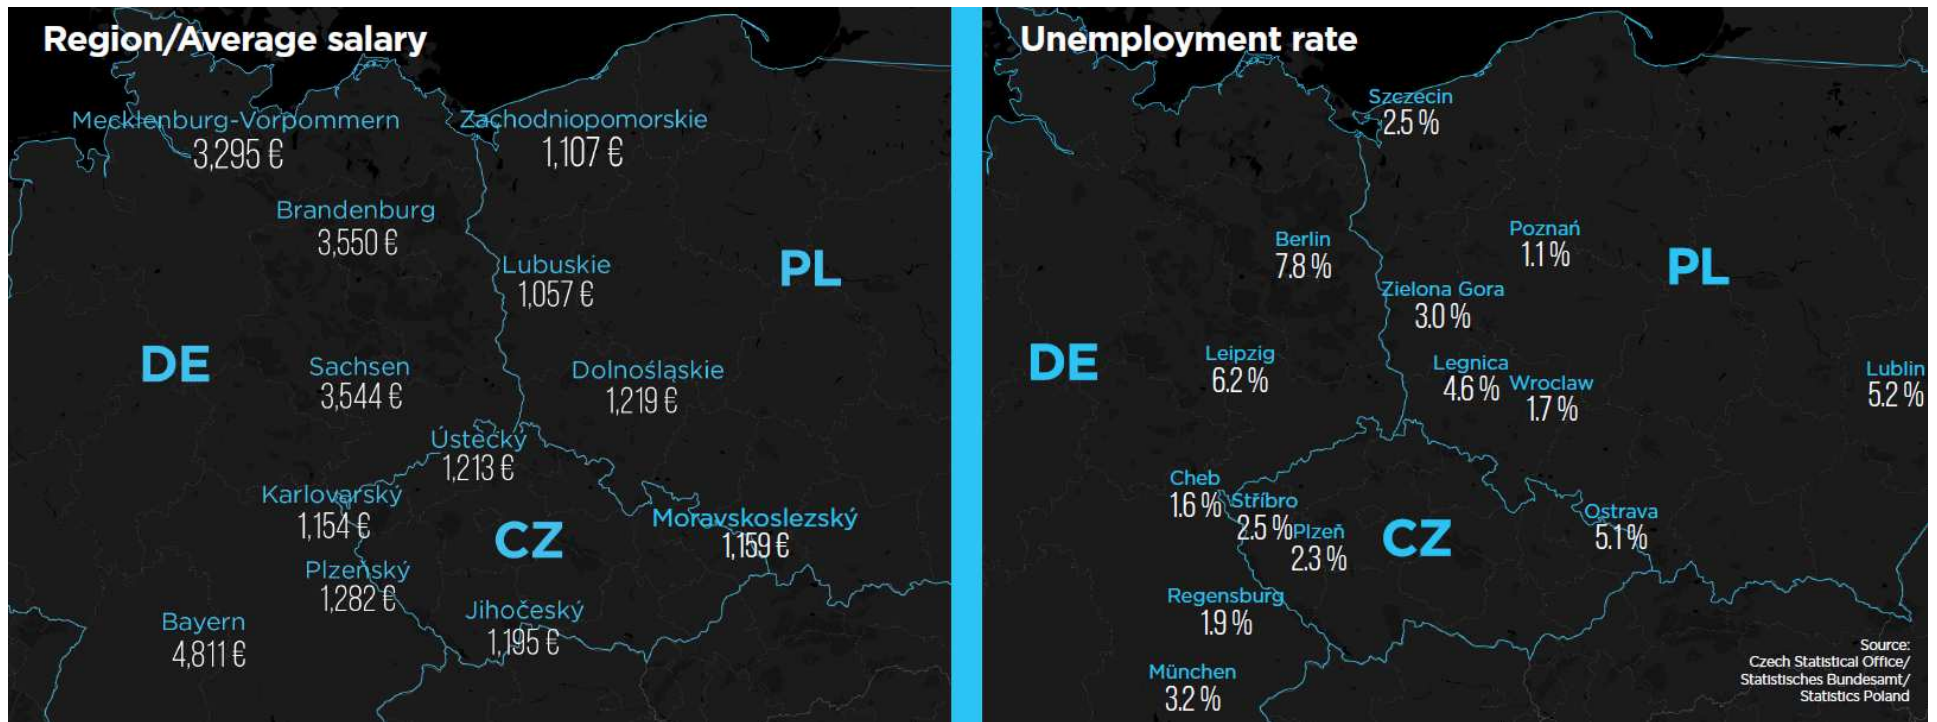 Region/Average salary
Mecklenburg-Vorpommern
3,295 €
Zachodniopomorskie
1,107 €
Brandenburg
3,550 €
Lubuskie
1,057 €
PL
DE
Sachsen
3,544 €
Dolnośląskie
1,219 €
Ústecký
1,213 €
Karlovarský
1,154 €
CZ
Moravskoslezský
1,159 €
Plzeňský
1,282 €
Jihočeský
1,195 €
Bayern
4,811 €
Unemployment rate
Szczecin
2.5 %
Poznań
1.1 %
Berlin
7.8 %
PL
Zielona Gora
3.0 %
DE
Leipzig
6.2 %
Legnica
4.6 %
Wroclaw
1.7 %
Lublin
5.2 %
Cheb
1.6 %
Stříbro
2.5 %
Plzeň
2.3 %
CZ
Ostrava
5.1 %
Regensburg
1.9 %
München
3.2 %
Source:
Czech Statistical Office/
Statistisches Bundesamt/
Statistics Poland